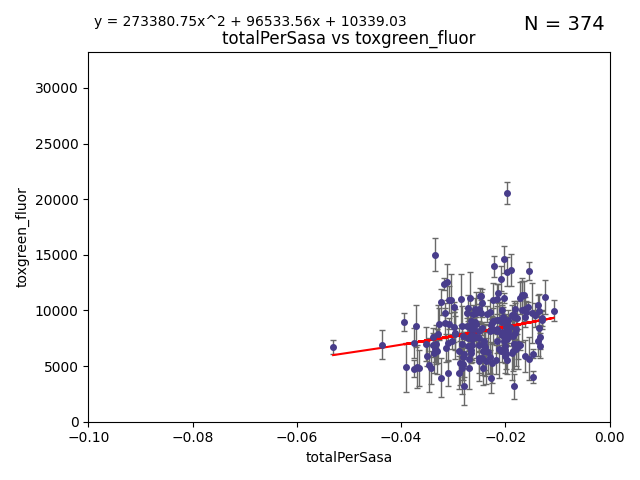 y = 273380.75x^2 + 96533.56x + 10339.03
N = 374
totalPerSasa vs toxgreen_fluor
30000
25000
20000
15000
10000
5000
0
toxgreen_fluor
−0.10
−0.08
−0.06
−0.04
−0.02
0.00
totalPerSasa